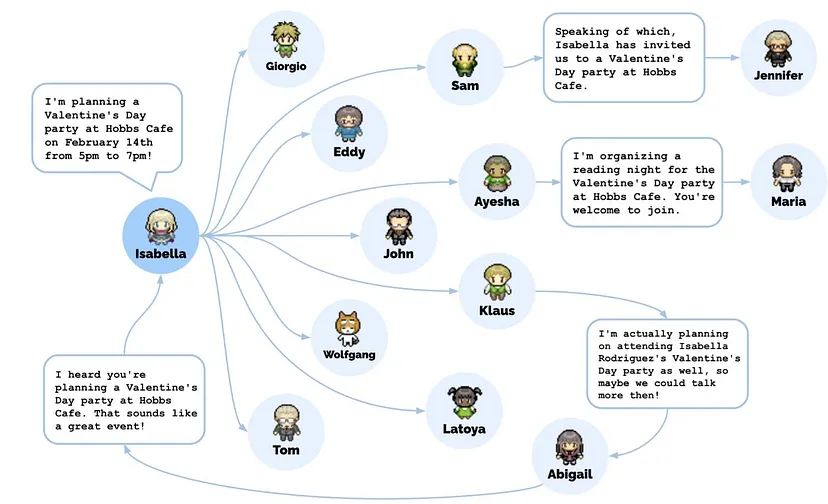 Giorgio
Sam
Speaking of which,
Isabella has invited
us to a Valentine's
Day party at Hobbs
Cafe.
Jennifer
I'm planning a
Valentine's Day
party at Hobbs Cafe
on February 14th
from 5pm to 7pm!
Eddy
Ayesha
I'm organizing a
reading night for the
Valentine's Day party
at Hobbs Cafe. You're
welcome to join.
Maria
Isabella
John
Klaus
Wolfgang
I'm actually planning
on attending Isabella
Rodriguez's Valentine's
Day party as well, so
maybe we could talk
more then!
I heard you're
planning a Valentine's
Day party at Hobbs
Cafe. That sounds like
a great event!
Tom
Latoya
Abigail